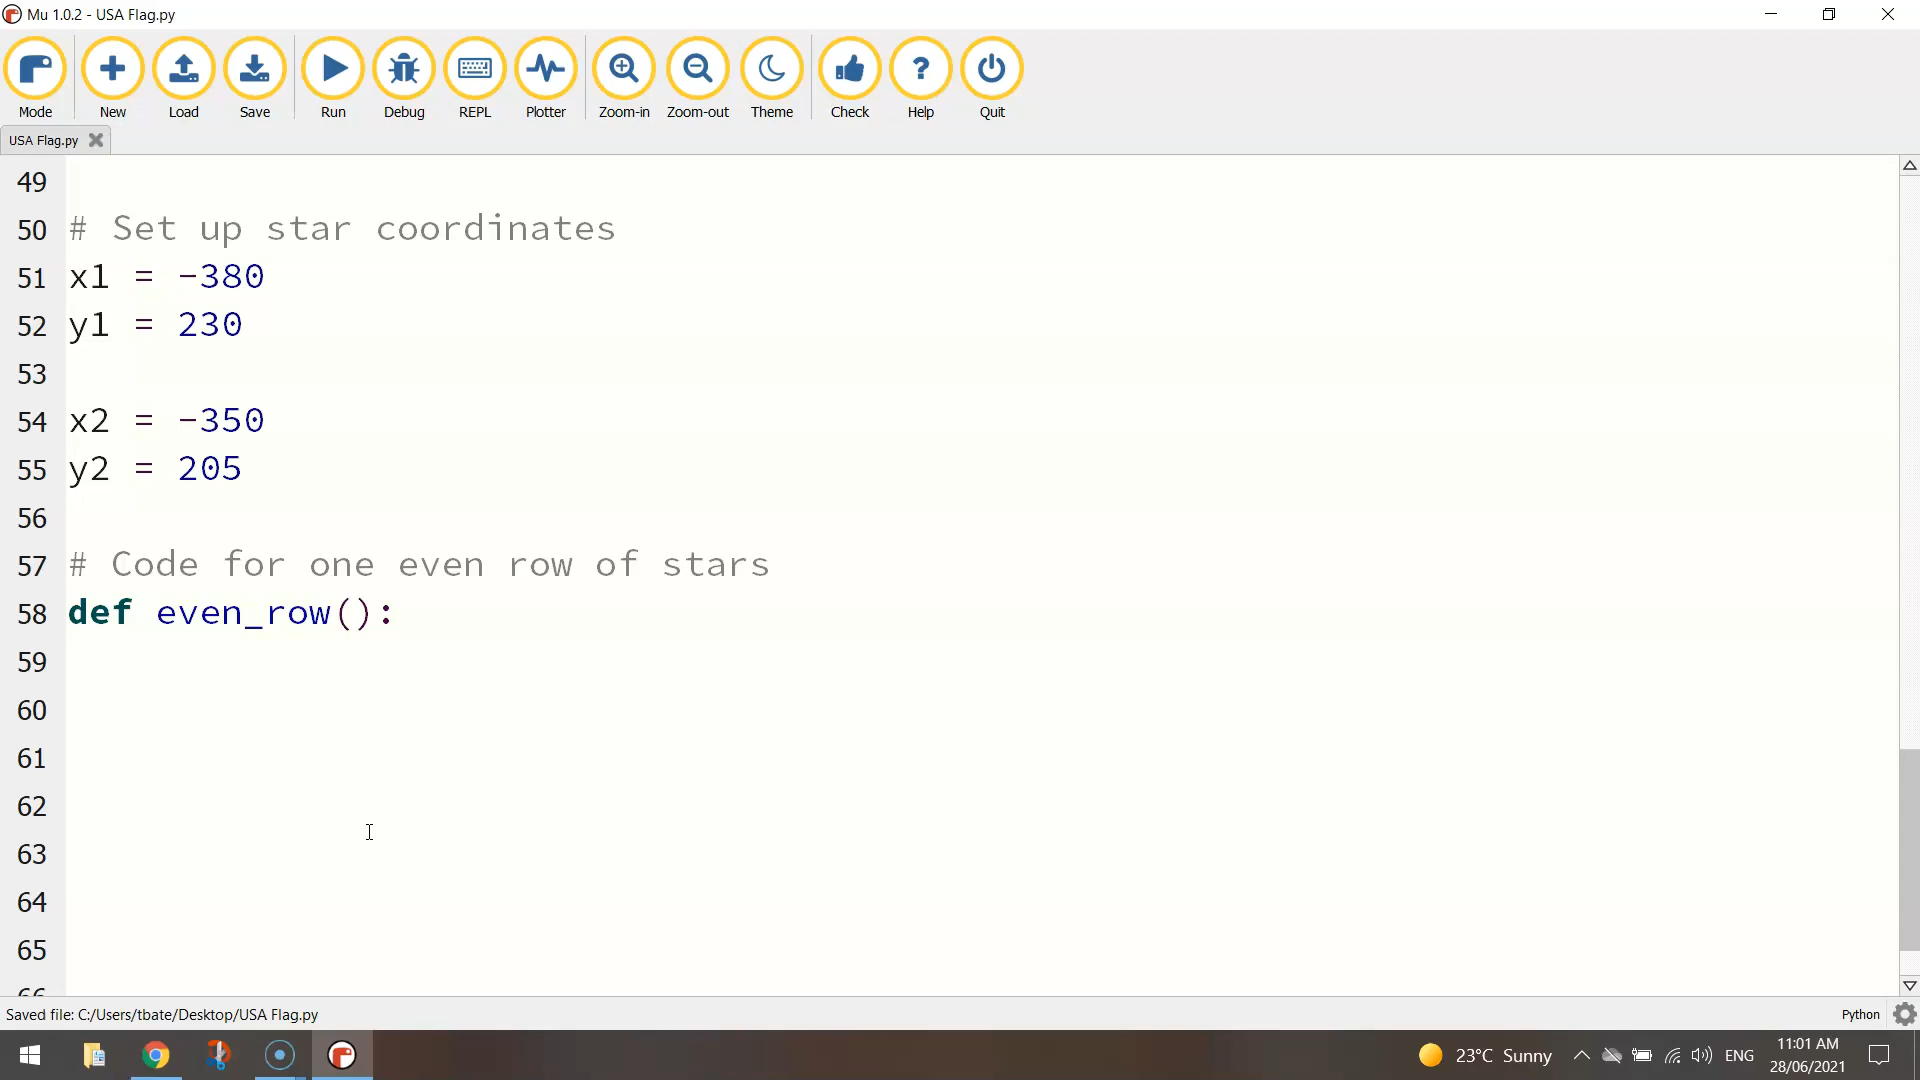 Mu 1.0.2 - USA Flag.py
Mode New Load Save Run Debug REPL Plotter Zoom-in Zoom-out Theme Check Help Quit
USA Flag.py
49
50 # Set up star coordinates
51 x1 = -380
52 y1 = 230
53
54 x2 = -350
55 y2 = 205
56
57 # Code for one even row of stars
58 def even_row():
59
60
61
62
63
64
65
66
Saved file: C:/Users/tbate/Desktop/USA Flag.py Python
23°C Sunny ENG 11:01 AM
28/06/2021